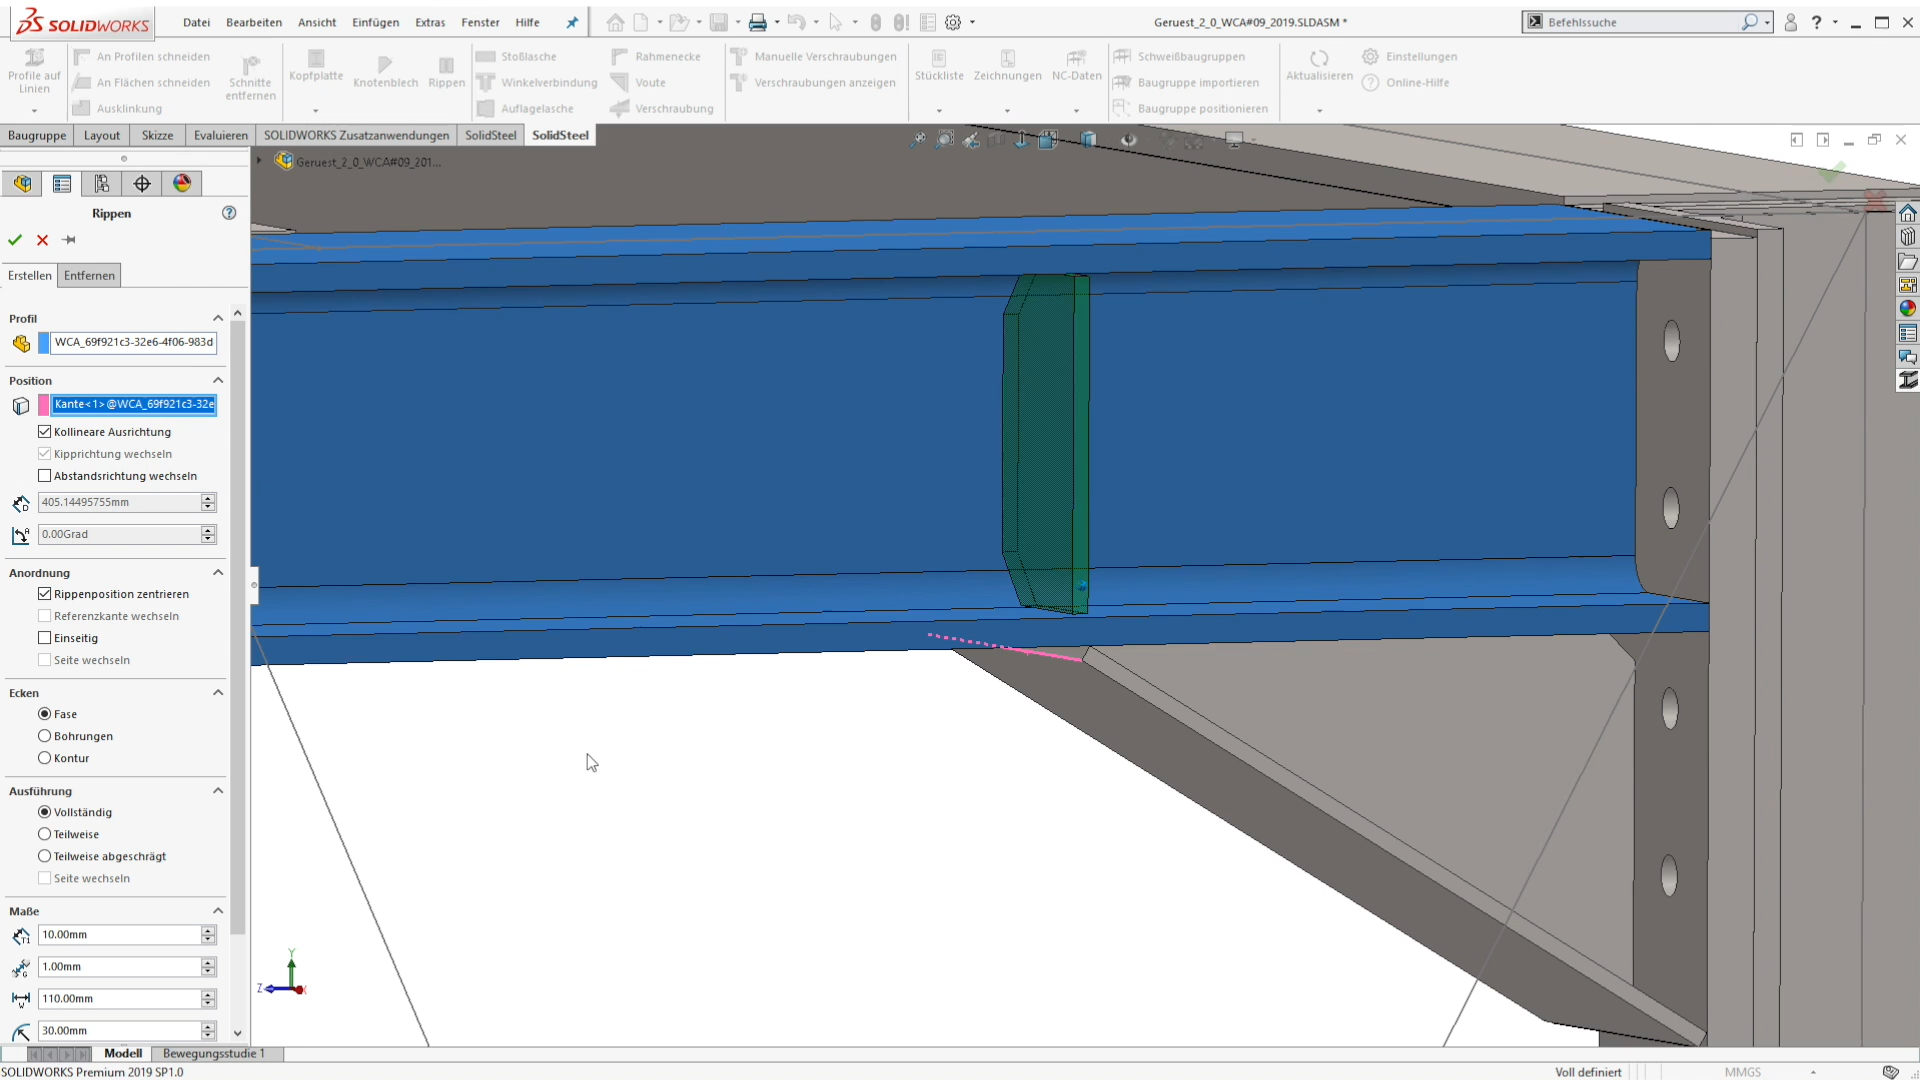 SOLIDWORKS
Datei Bearbeiten Ansicht Einfügen Extras Fenster Hilfe
Geruest_2_0_WCA#09_2019.SLDASM *
Befehlssuche
?
Profile auf Linien
An Profilen schneiden
An Flächen schneiden
Ausklinkung
Schnitte entfernen
Kopfplatte
Knotenblech
Rippen
Stoßlasche
Winkelverbindung
Auflagelasche
Rahmenecke
Voute
Verschraubung
Manuelle Verschraubungen
Verschraubungen anzeigen
Stückliste
Zeichnungen
NC-Daten
Schweißbaugruppen
Baugruppe importieren
Baugruppe positionieren
Aktualisieren
Einstellungen
Online-Hilfe
Baugruppe Layout Skizze Evaluieren SOLIDWORKS Zusatzanwendungen SolidSteel SolidSteel
Geruest_2_0_WCA#09_201...
Rippen
Erstellen Entfernen
Profil
WCA_69f921c3-32e6-4f06-983d
Position
Kante<1>@WCA_69f921c3-32e
Kollineare Ausrichtung
Kipprichtung wechseln
Abstandsrichtung wechseln
405.14495755mm
0.00Grad
Anordnung
Rippenposition zentrieren
Referenzkante wechseln
Einseitig
Seite wechseln
Ecken
Fase
Bohrungen
Kontur
Ausführung
Vollständig
Teilweise
Teilweise abgeschrägt
Seite wechseln
Maße
10.00mm
1.00mm
110.00mm
30.00mm
Y
Z
Modell Bewegungsstudie 1
SOLIDWORKS Premium 2019 SP1.0
Voll definiert
MMGS